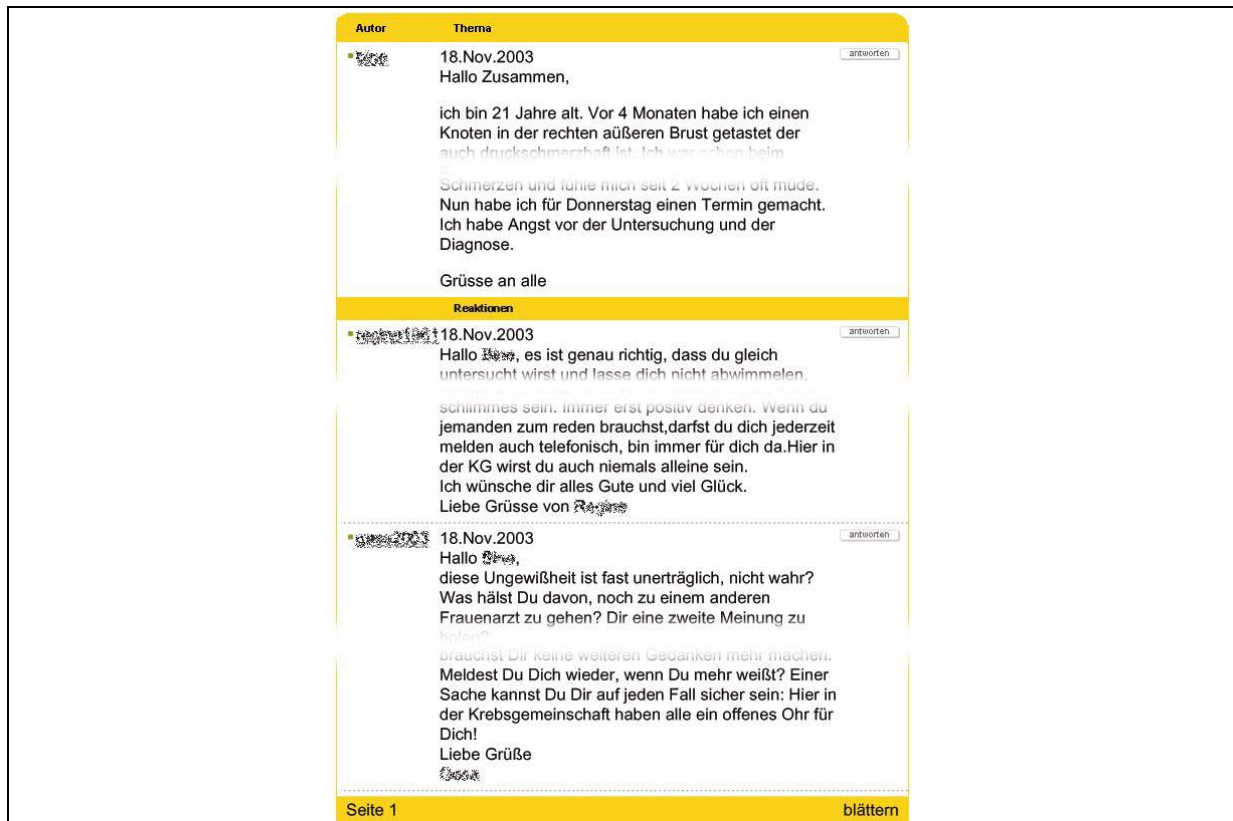 Autor Thema
18.Nov.2003 antworten
Hallo Zusammen,
ich bin 21 Jahre alt. Vor 4 Monaten habe ich einen
Knoten in der rechten aüßeren Brust getastet der
auch druckschmerzhaft ist. Ich war schon beim
Schmerzen und fühle mich seit 2 Wochen oft müde.
Nun habe ich für Donnerstag einen Termin gemacht.
Ich habe Angst vor der Untersuchung und der
Diagnose.
Grüsse an alle
Reaktionen
18.Nov.2003 antworten
Hallo , es ist genau richtig, dass du gleich
untersucht wirst und lasse dich nicht abwimmelen.
schlimmes sein. Immer erst positiv denken. Wenn du
jemanden zum reden brauchst,darfst du dich jederzeit
melden auch telefonisch, bin immer für dich da.Hier in
der KG wirst du auch niemals alleine sein.
Ich wünsche dir alles Gute und viel Glück.
Liebe Grüsse von
18.Nov.2003 antworten
Hallo ,
diese Ungewißheit ist fast unerträglich, nicht wahr?
Was hälst Du davon, noch zu einem anderen
Frauenarzt zu gehen? Dir eine zweite Meinung zu
holen?
brauchst Dir keine weiteren Gedanken mehr machen.
Meldest Du Dich wieder, wenn Du mehr weißt? Einer
Sache kannst Du Dir auf jeden Fall sicher sein: Hier in
der Krebsgemeinschaft haben alle ein offenes Ohr für
Dich!
Liebe Grüße
Seite 1 blättern